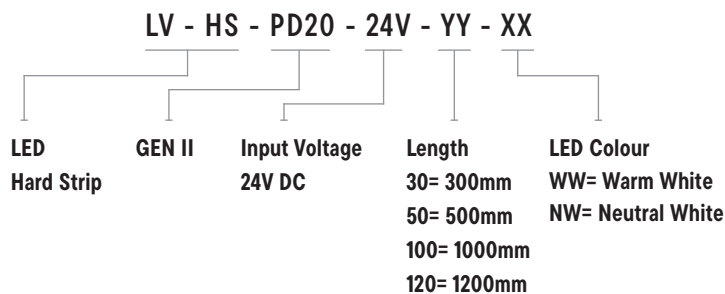 LV - HS - PD20 - 24V - YY - XX
LED
Hard Strip
GEN II
Input Voltage
24V DC
Length
30= 300mm
50= 500mm
100= 1000mm
120= 1200mm
LED Colour
WW= Warm White
NW= Neutral White